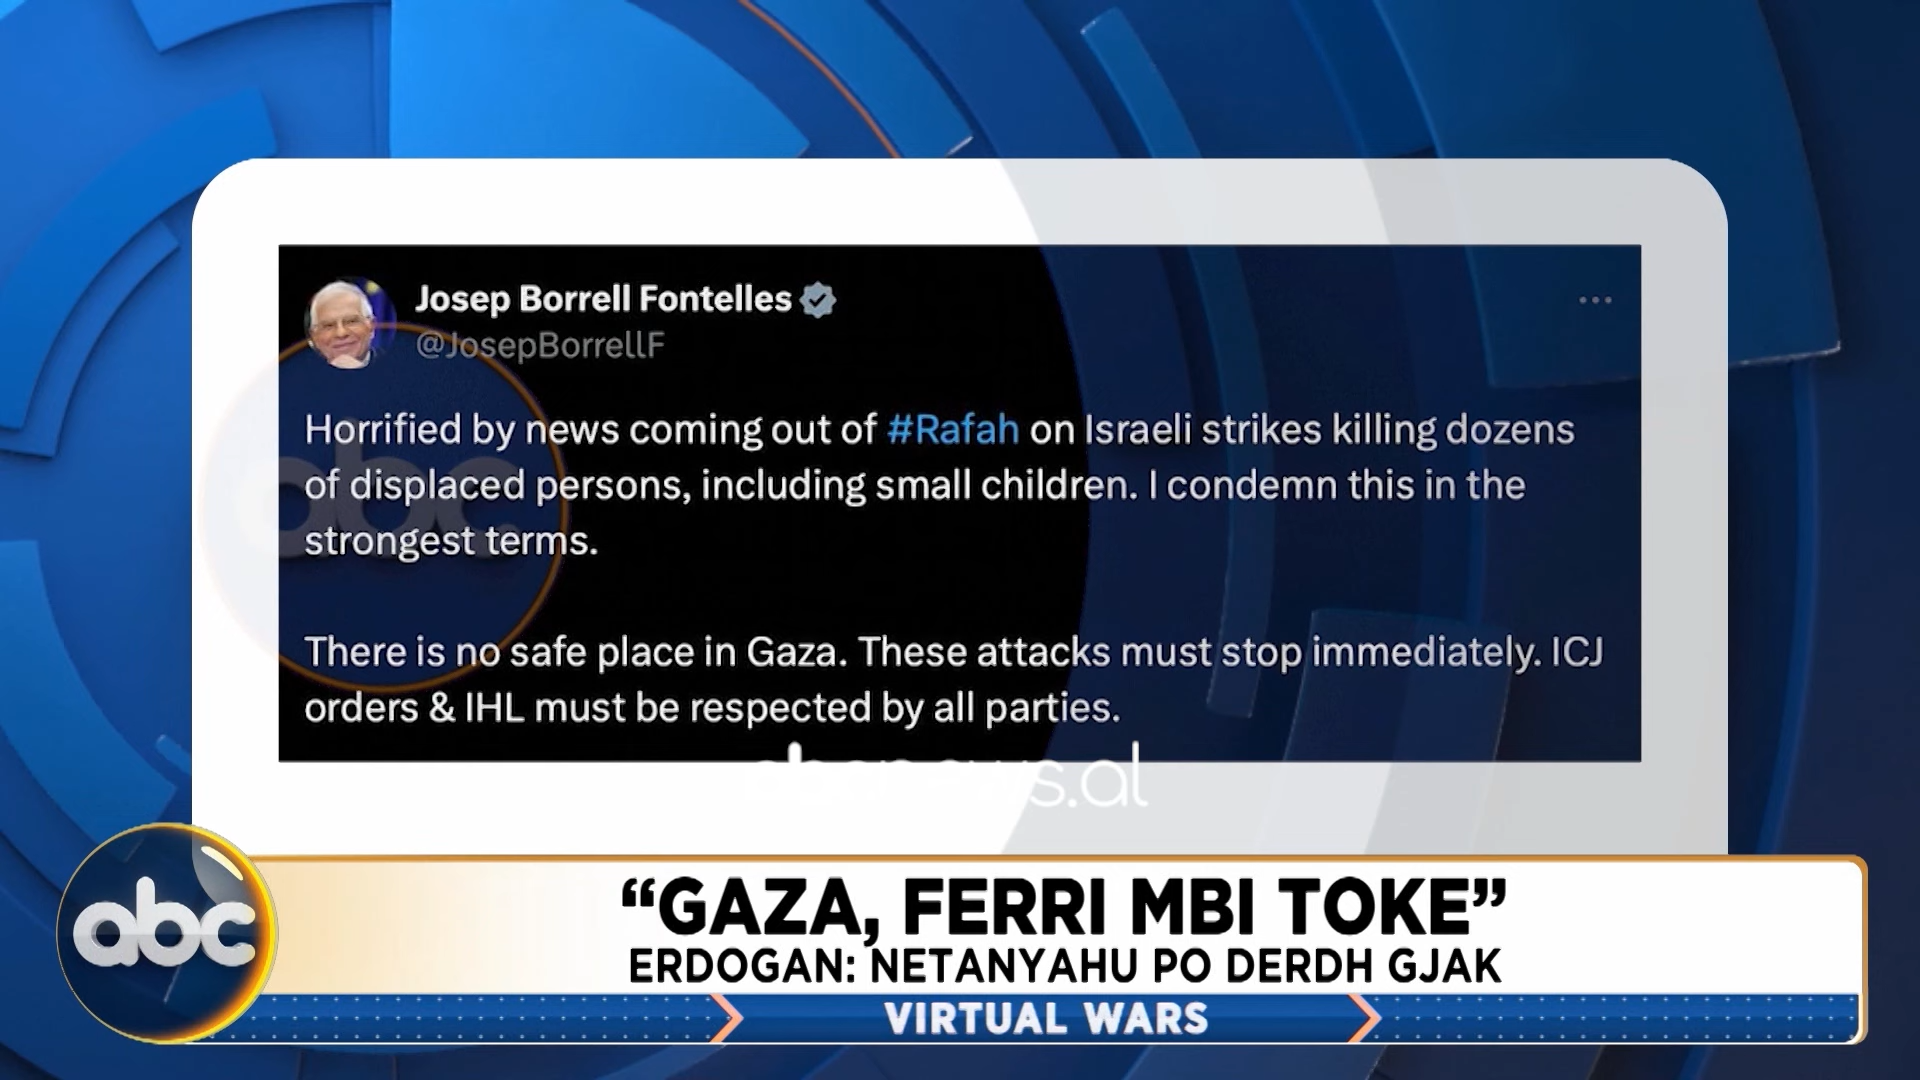 Josep Borrell Fontelles
@JosepBorrellF
Horrified by news coming out of #Rafah on Israeli strikes killing dozens
of displaced persons, including small children. I condemn this in the
strongest terms.
There is no safe place in Gaza. These attacks must stop immediately. ICJ
orders & IHL must be respected by all parties.
abc
abcnews.al
“GAZA, FERRI MBI TOKE”
ERDOGAN: NETANYAHU PO DERDH GJAK
abc
VIRTUAL WARS